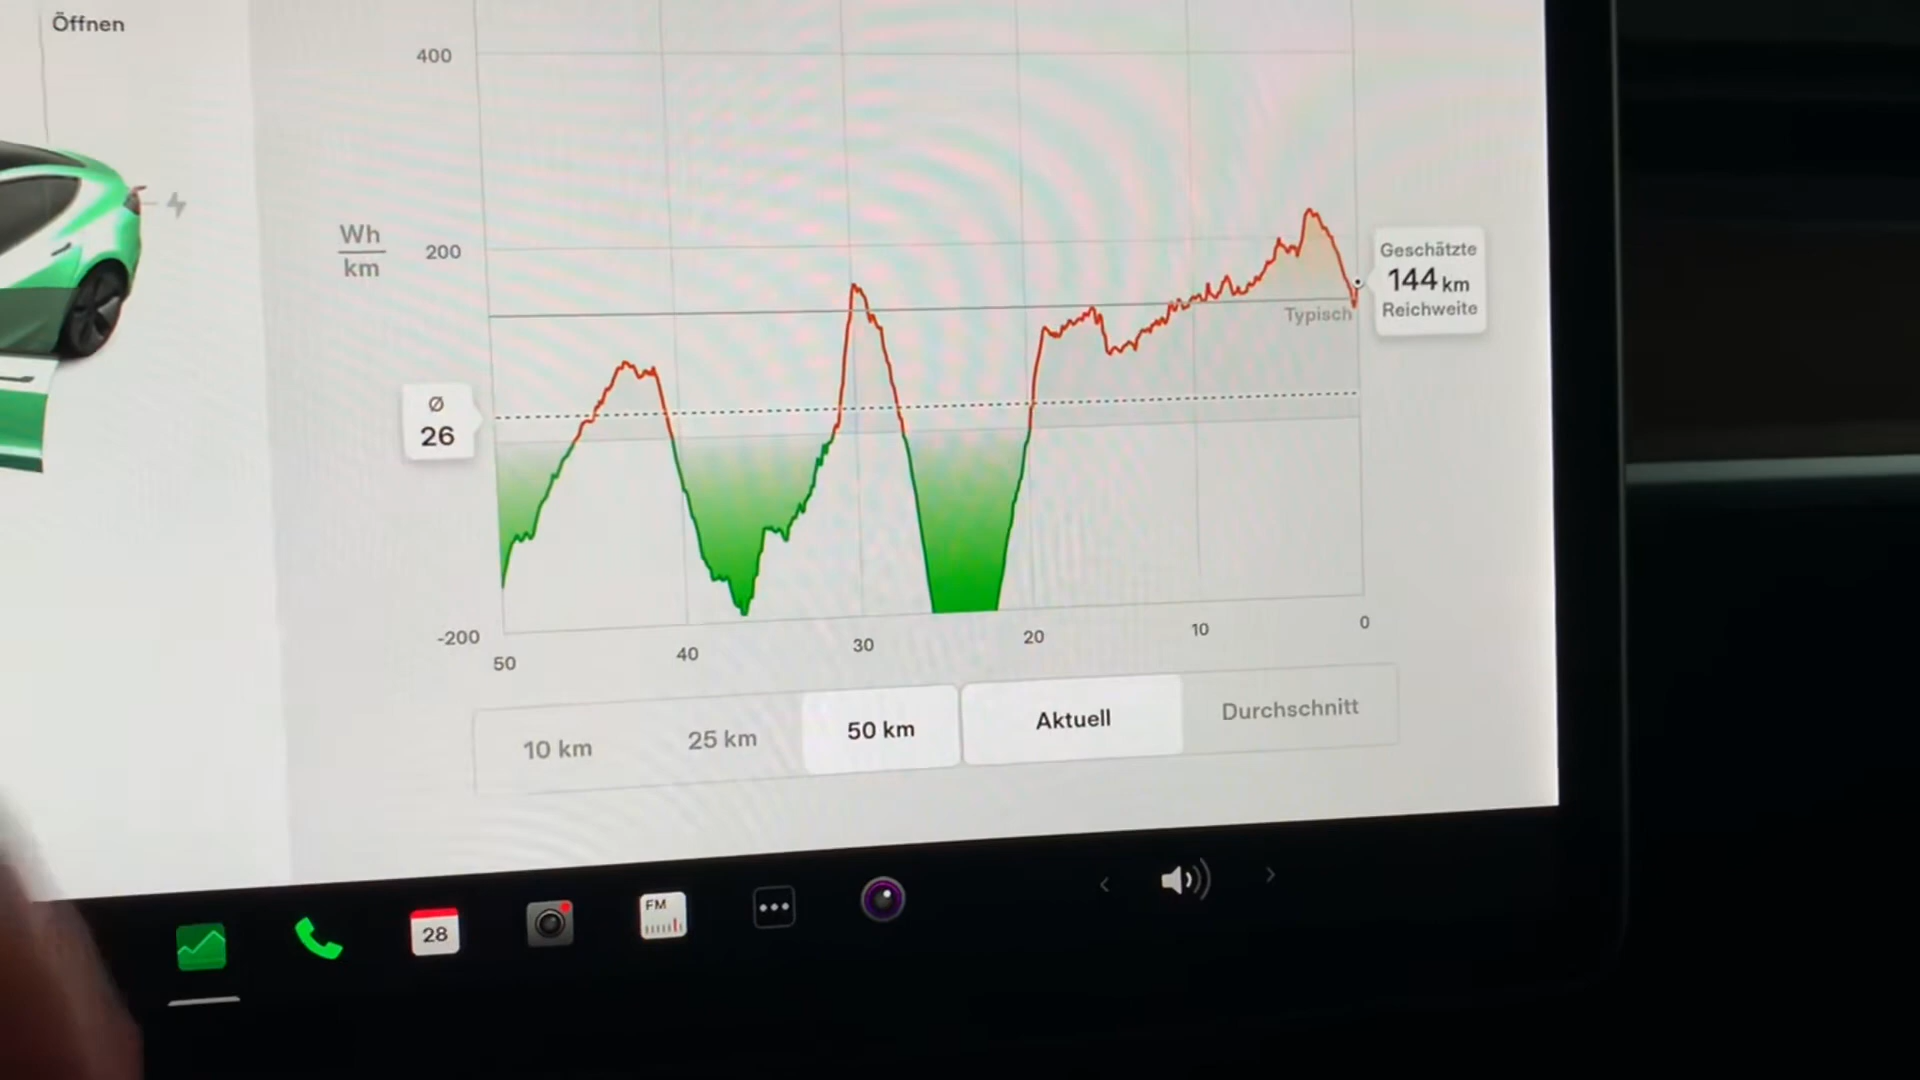 Öffnen
400
Wh
km
200
Geschätzte
144 km
Reichweite
Typisch
Ø
26
-200
50
40
30
20
10
0
10 km
25 km
50 km
Aktuell
Durchschnitt
28
FM